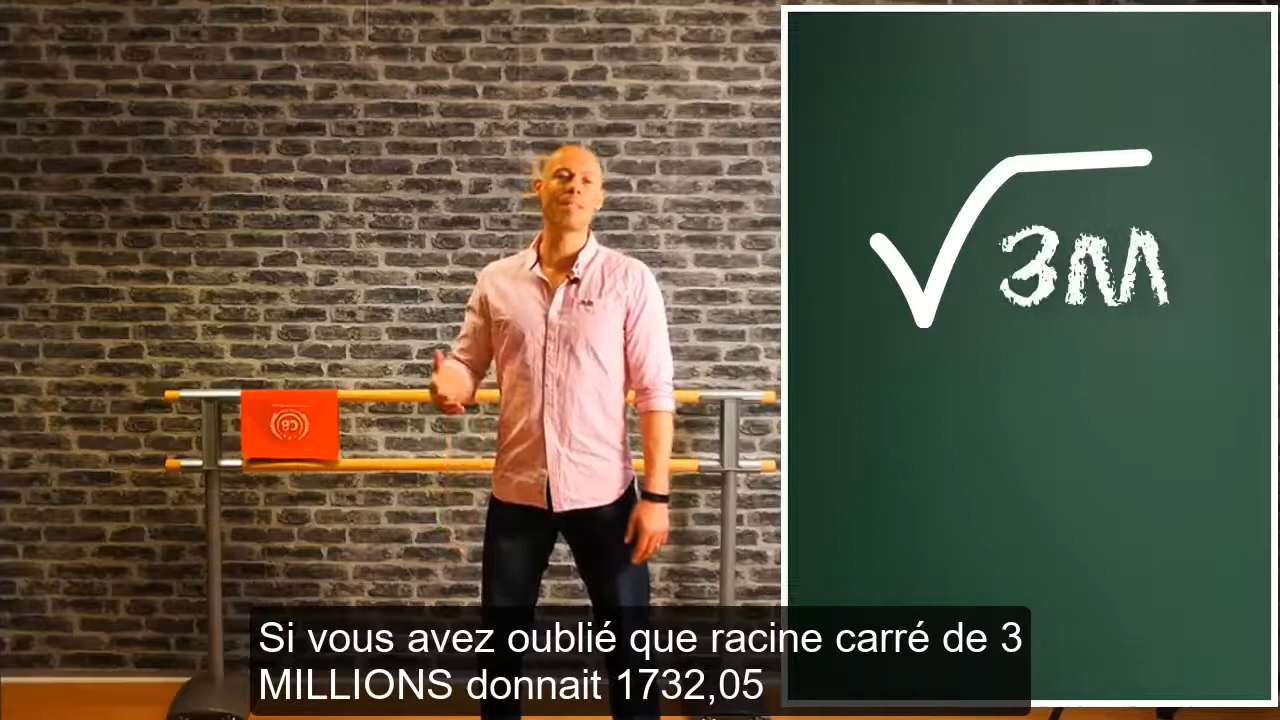 √3M
Si vous avez oublié que racine carré de 3
MILLIONS donnait 1732,05